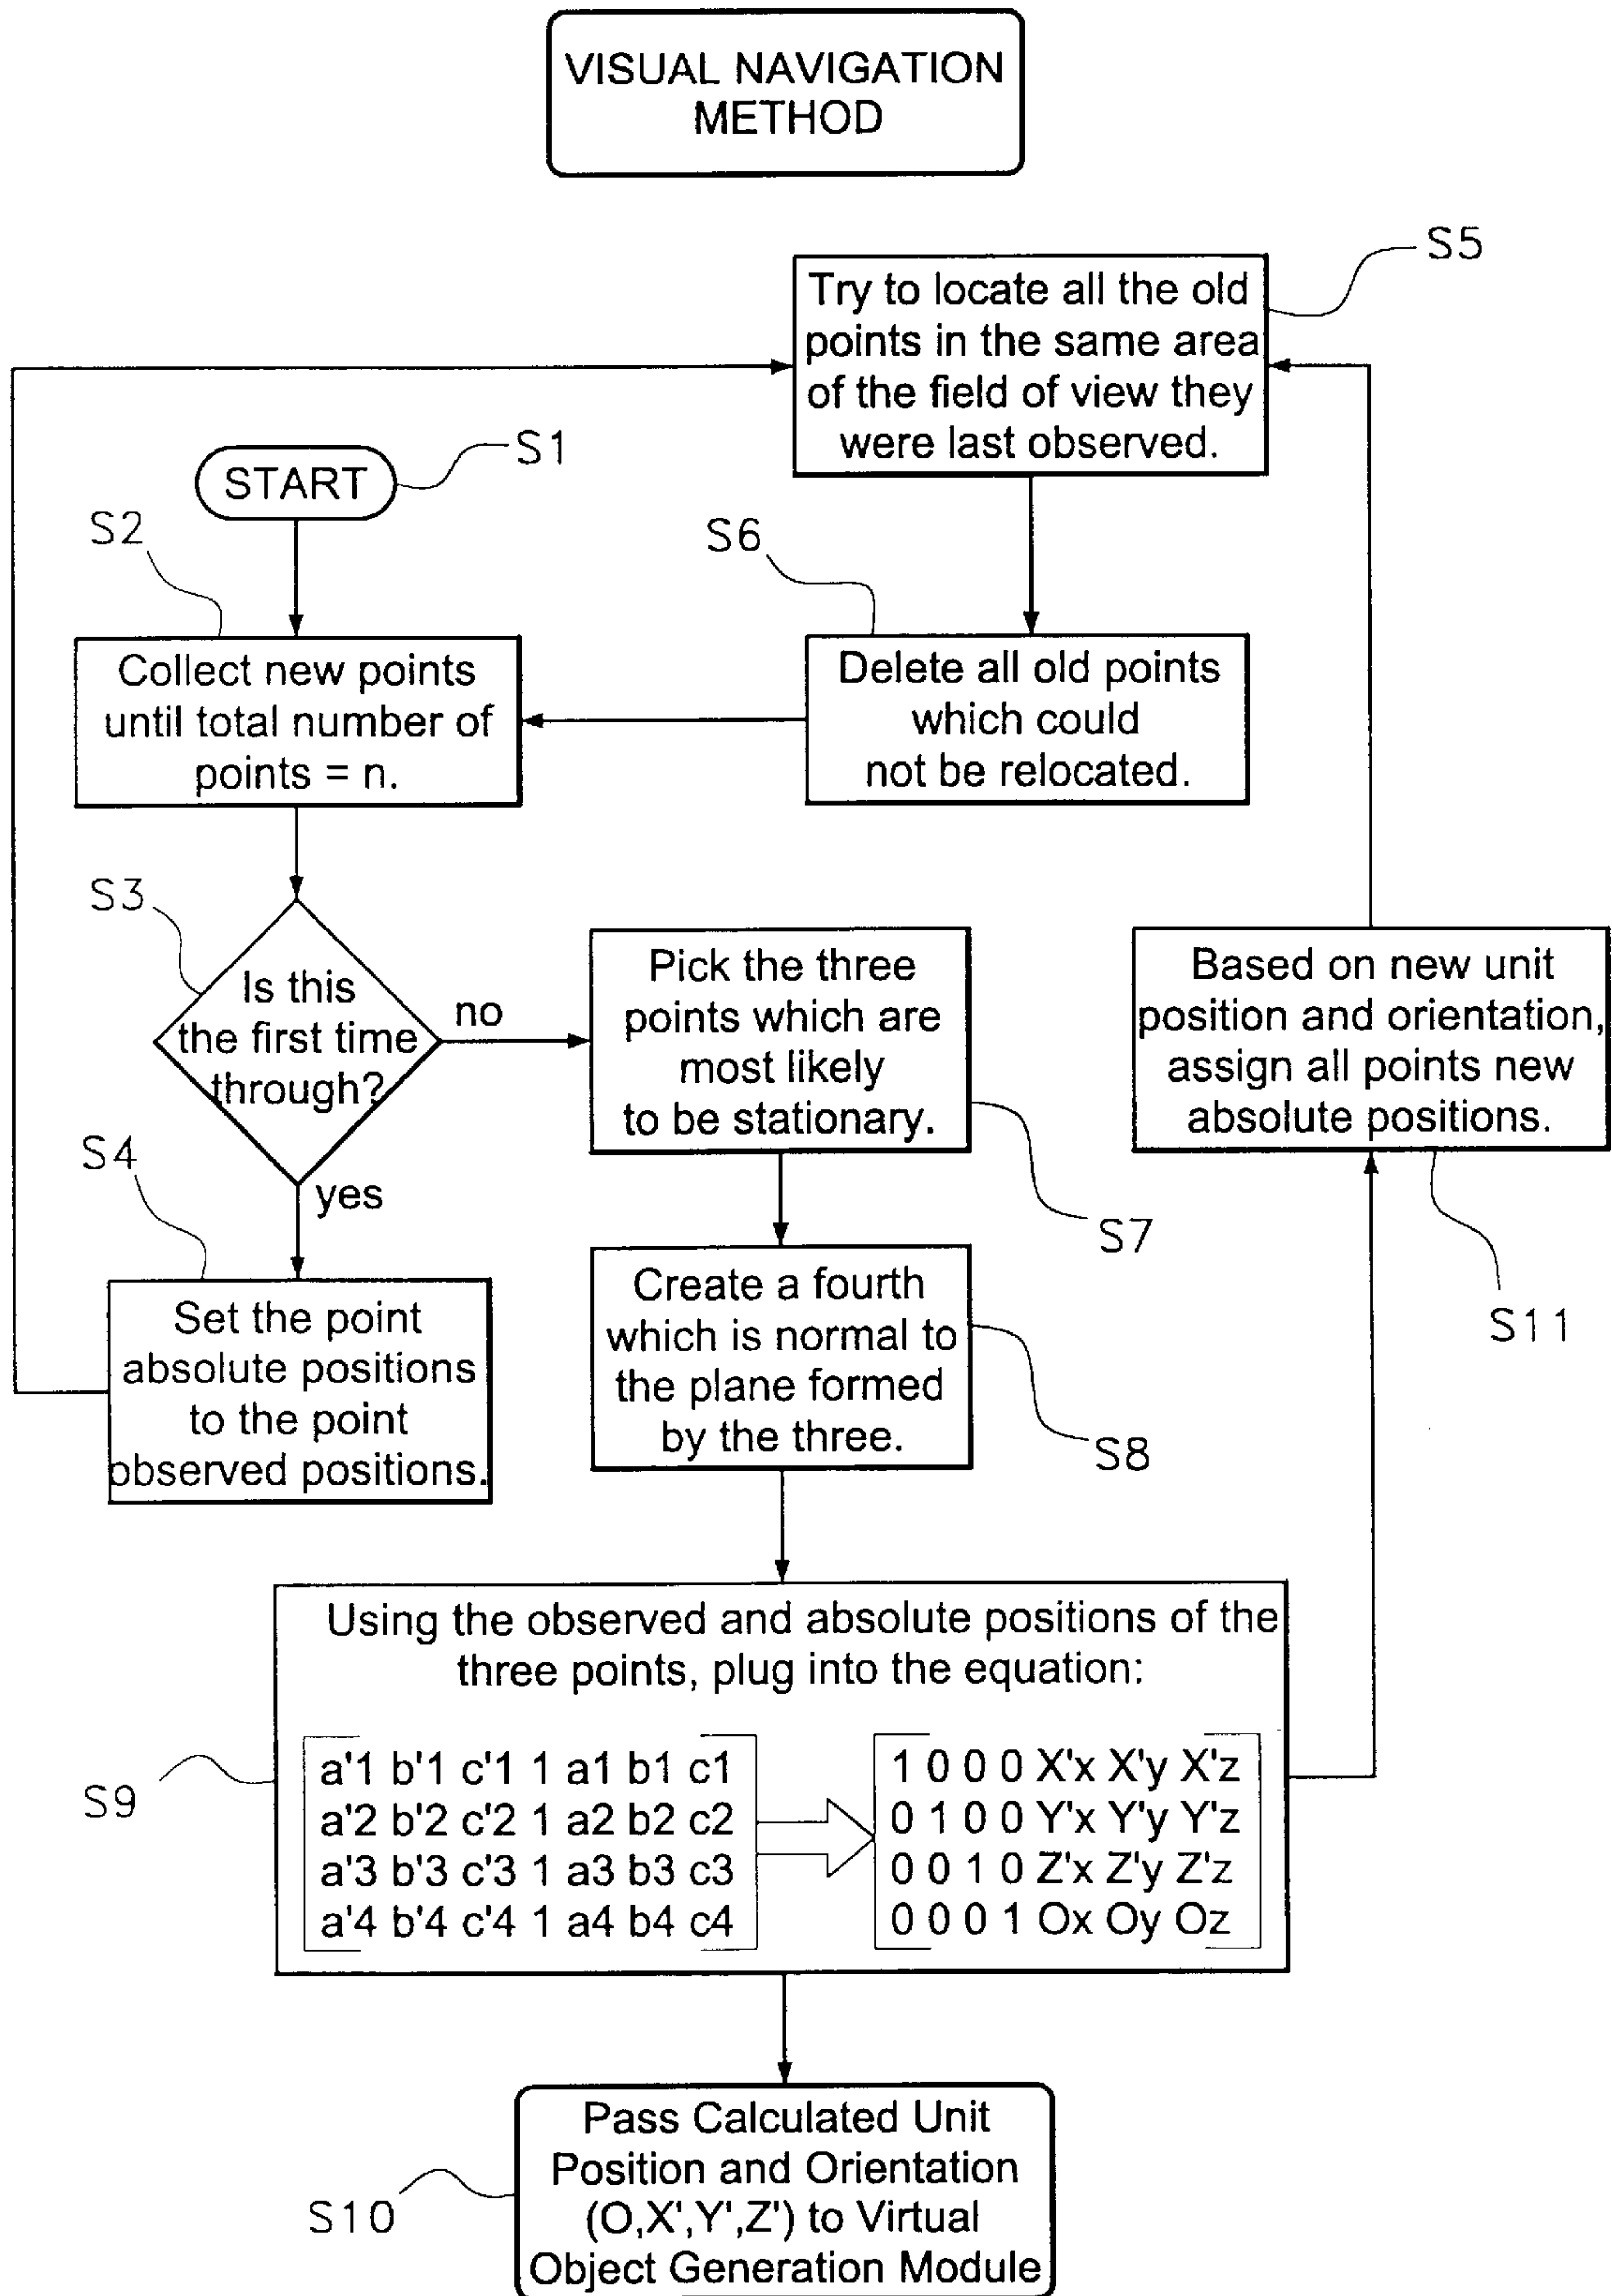 VISUAL NAVIGATION
METHOD
S5
Try to locate all the old
points in the same area
of the field of view they
were last observed.
S1
START
S2
S6
Collect new points
until total number of
points = n.
Delete all old points
which could
not be relocated.
S3
Is this
the first time
through?
no
yes
Pick the three
points which are
most likely
to be stationary.
S7
Based on new unit
position and orientation,
assign all points new
absolute positions.
S11
S4
Set the point
absolute positions
to the point
observed positions.
Create a fourth
which is normal to
the plane formed
by the three.
S8
Using the observed and absolute positions of the
three points, plug into the equation:
S9
a'1 b'1 c'1 1 a1 b1 c1
a'2 b'2 c'2 1 a2 b2 c2
a'3 b'3 c'3 1 a3 b3 c3
a'4 b'4 c'4 1 a4 b4 c4
1 0 0 0 X'x X'y X'z
0 1 0 0 Y'x Y'y Y'z
0 0 1 0 Z'x Z'y Z'z
0 0 0 1 Ox Oy Oz
S10
Pass Calculated Unit
Position and Orientation
(O,X',Y',Z') to Virtual
Object Generation Module